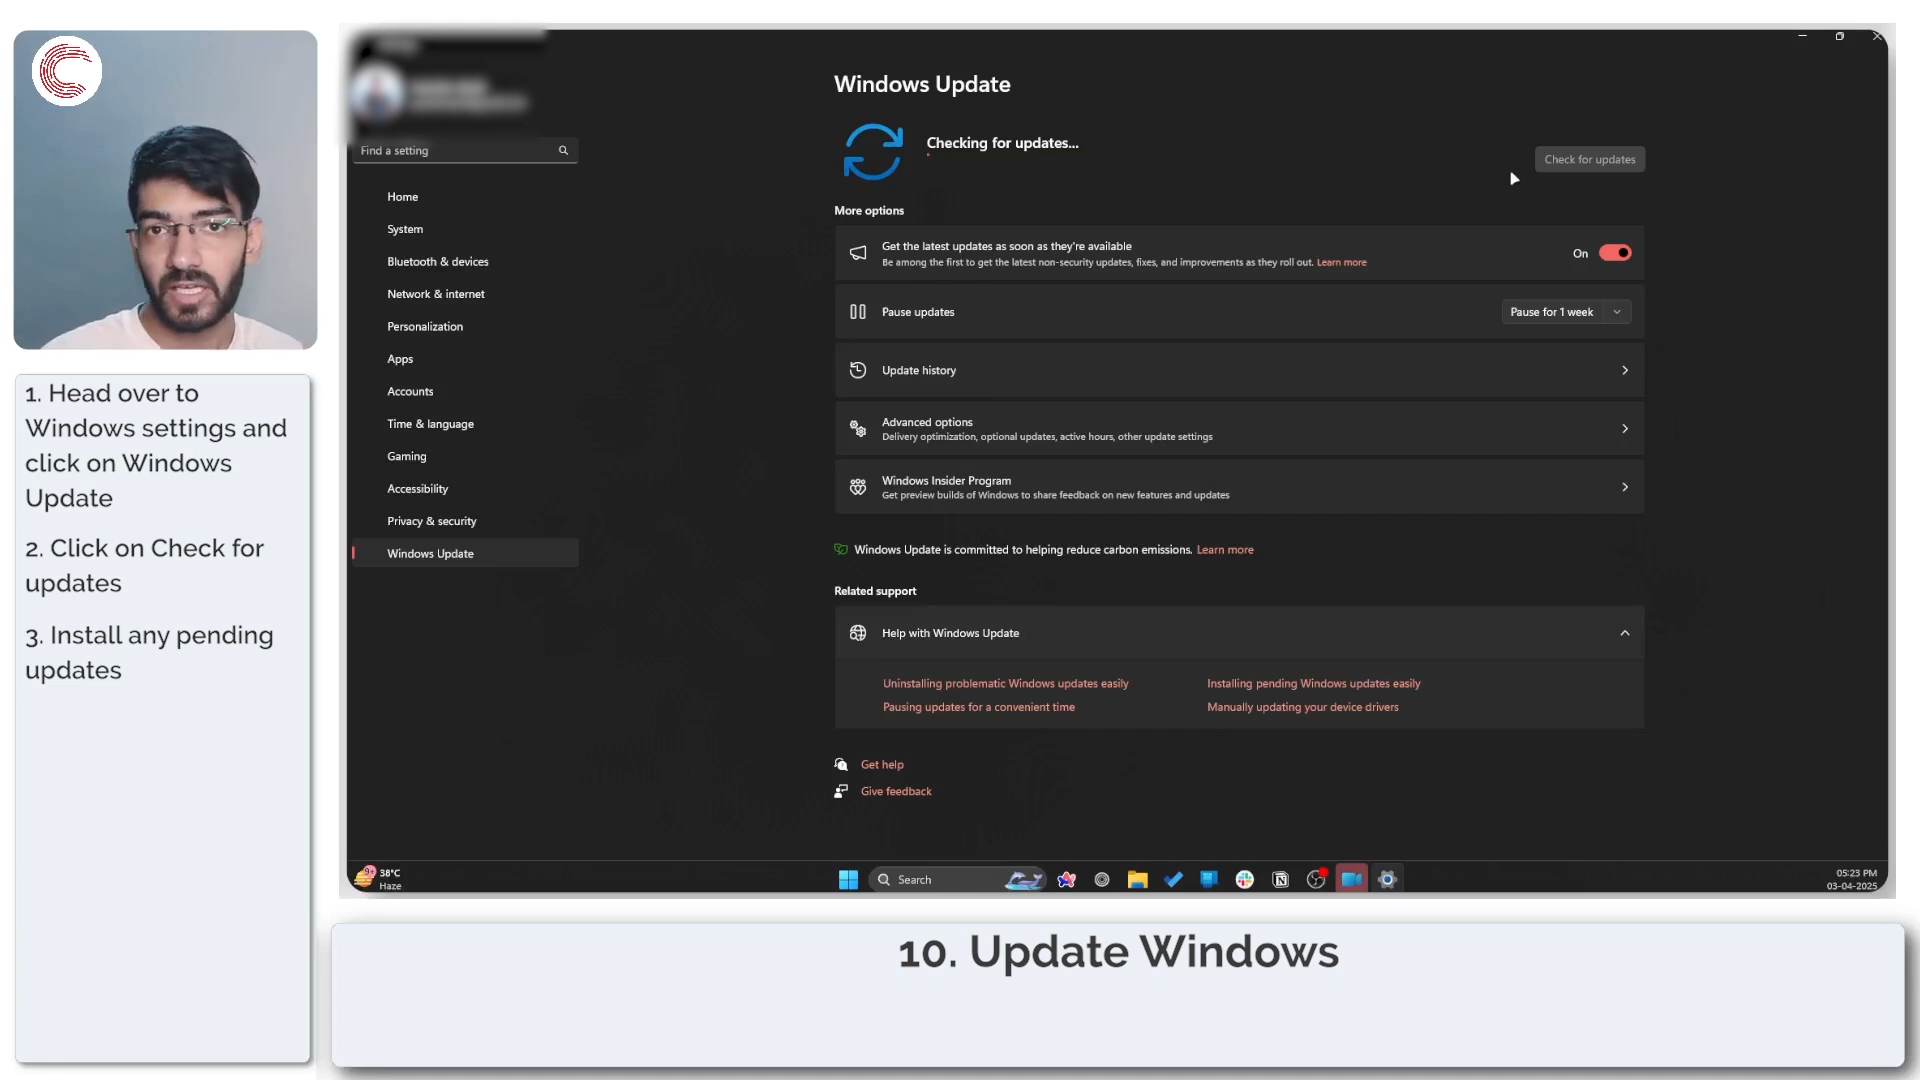 1. Head over to
Windows settings and
click on Windows
Update
2. Click on Check for
updates
3. Install any pending
updates
Find a setting
Home
System
Bluetooth & devices
Network & internet
Personalization
Apps
Accounts
Time & language
Gaming
Accessibility
Privacy & security
Windows Update
Windows Update
Checking for updates...
Check for updates
More options
Get the latest updates as soon as they're available
Be among the first to get the latest non-security updates, fixes, and improvements as they roll out. Learn more
On
Pause updates
Pause for 1 week
Update history
Advanced options
Delivery optimization, optional updates, active hours, other update settings
Windows Insider Program
Get preview builds of Windows to share feedback on new features and updates
Windows Update is committed to helping reduce carbon emissions. Learn more
Related support
Help with Windows Update
Uninstalling problematic Windows updates easily
Installing pending Windows updates easily
Pausing updates for a convenient time
Manually updating your device drivers
Get help
Give feedback
9+
38°C
Haze
Search
05:23 PM
03-04-2025
10. Update Windows